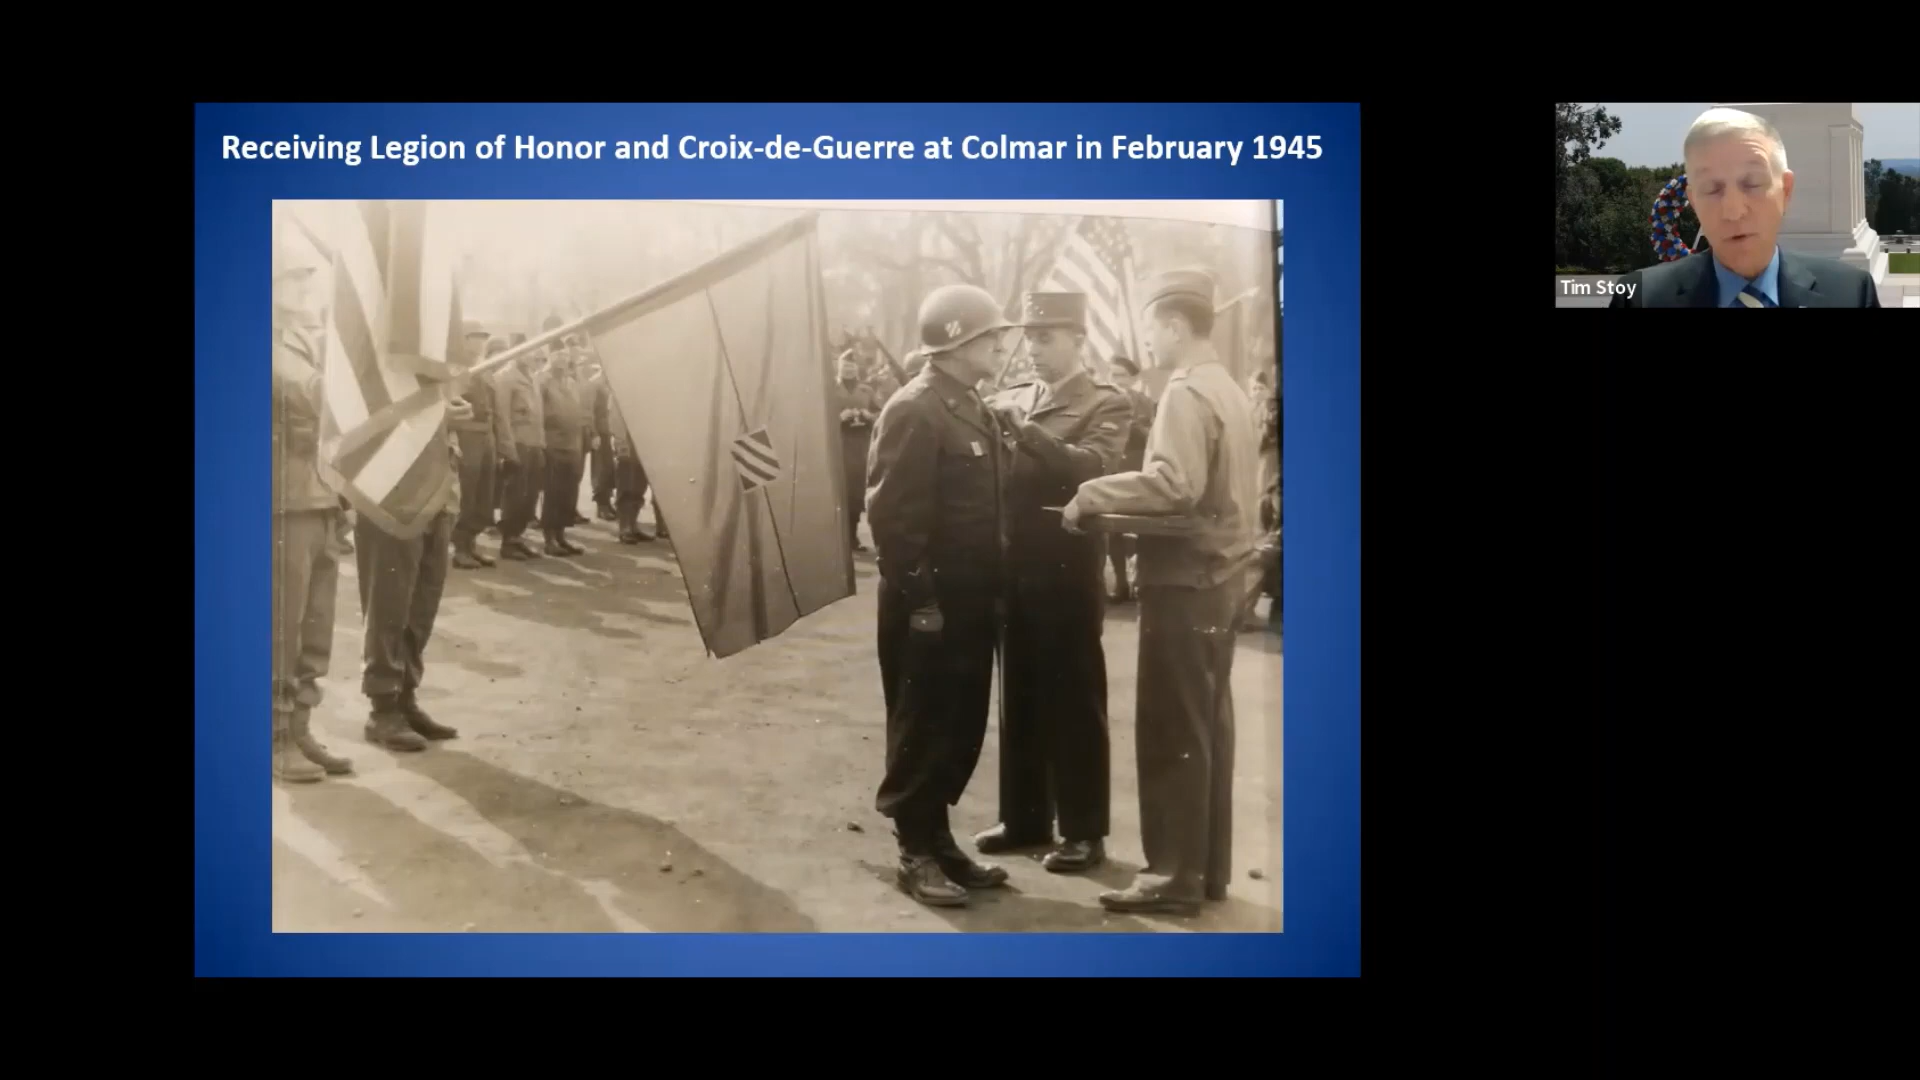 Receiving Legion of Honor and Croix-de-Guerre at Colmar in February 1945
Tim Stoy